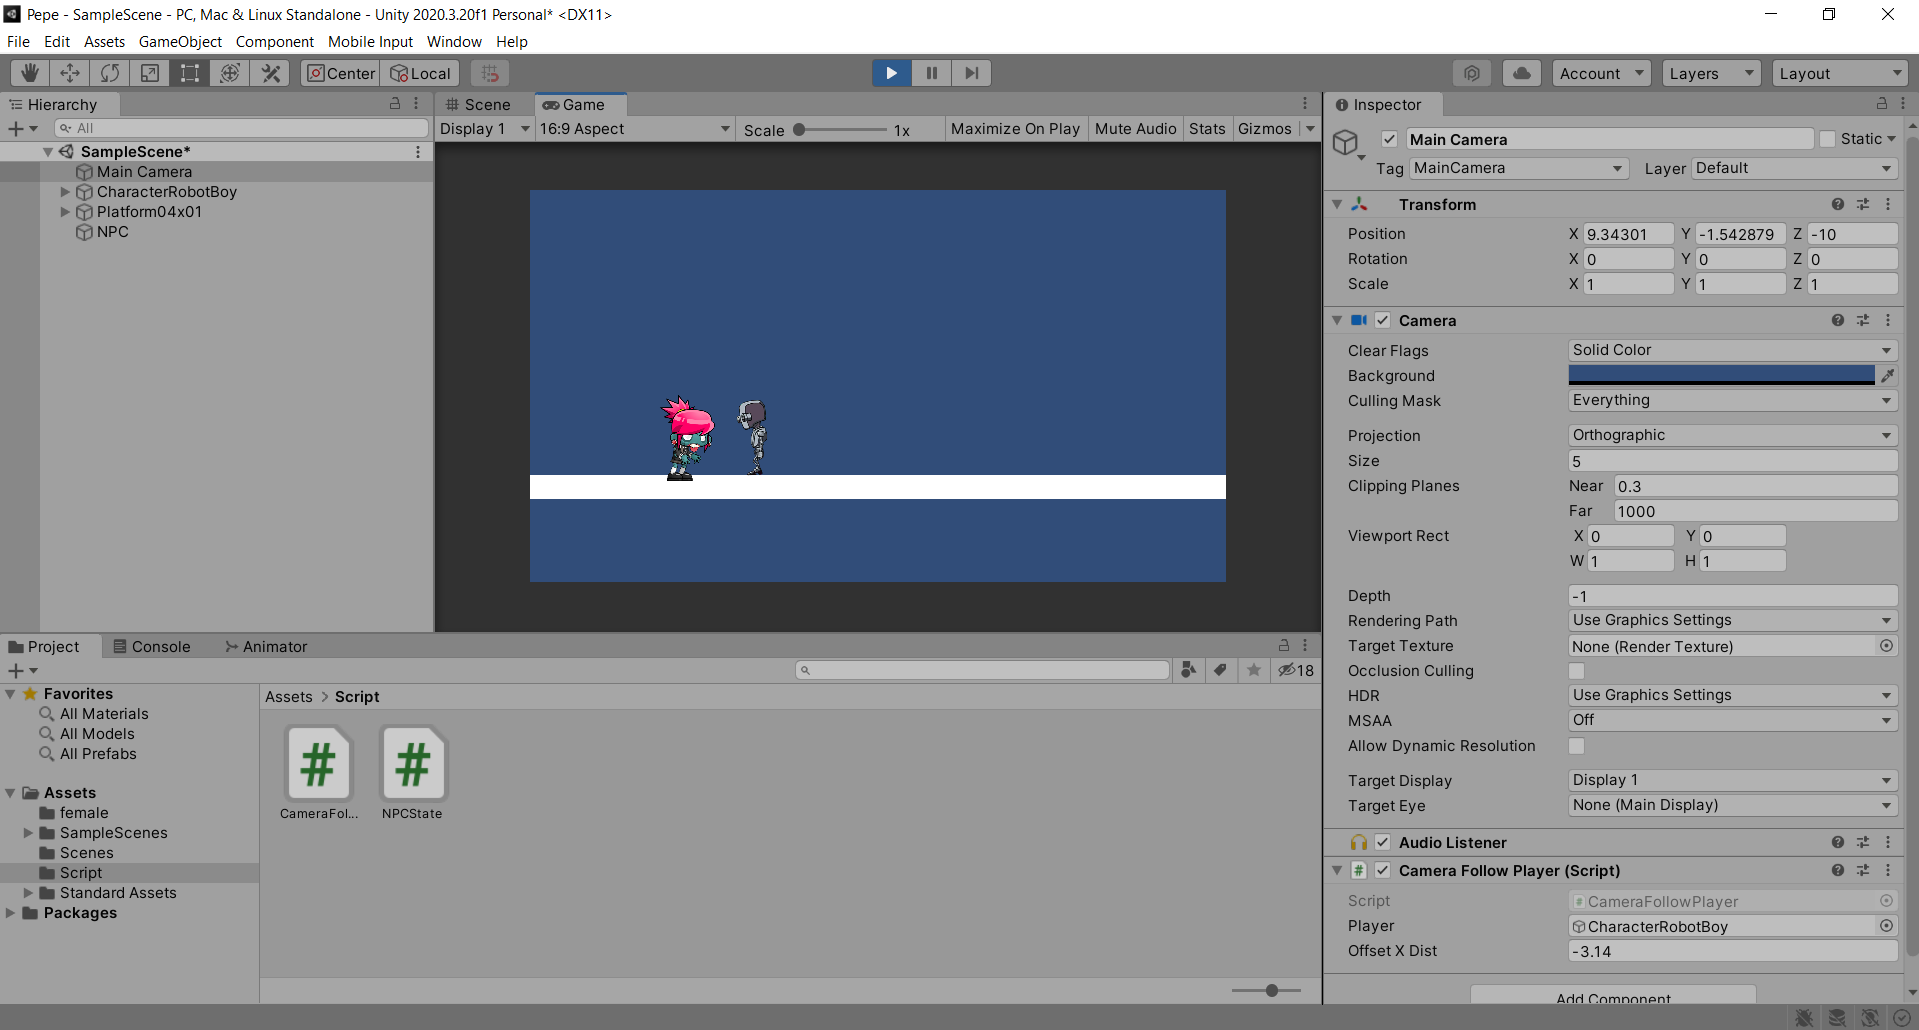 Pepe - SampleScene - PC, Mac & Linux Standalone - Unity 2020.3.20f1 Personal* <DX11>
File Edit Assets GameObject Component Mobile Input Window Help
Center Local Account Layers Layout
Hierarchy
All
SampleScene*
Main Camera
CharacterRobotBoy
Platform04x01
NPC
Scene Game
Display 1 16:9 Aspect Scale 1x Maximize On Play Mute Audio Stats Gizmos
Project Console Animator
18
Favorites
All Materials
All Models
All Prefabs
Assets
female
SampleScenes
Scenes
Script
Standard Assets
Packages
Assets > Script
# #
CameraFol... NPCState
Inspector
Main Camera Static
Tag MainCamera Layer Default
Transform
Position X 9.34301 Y -1.542879 Z -10
Rotation X 0 Y 0 Z 0
Scale X 1 Y 1 Z 1
Camera
Clear Flags Solid Color
Background
Culling Mask Everything
Projection Orthographic
Size 5
Clipping Planes Near 0.3
Far 1000
Viewport Rect X 0 Y 0
W 1 H 1
Depth -1
Rendering Path Use Graphics Settings
Target Texture None (Render Texture)
Occlusion Culling
HDR Use Graphics Settings
MSAA Off
Allow Dynamic Resolution
Target Display Display 1
Target Eye None (Main Display)
Audio Listener
# Camera Follow Player (Script)
Script # CameraFollowPlayer
Player CharacterRobotBoy
Offset X Dist -3.14
Add Component